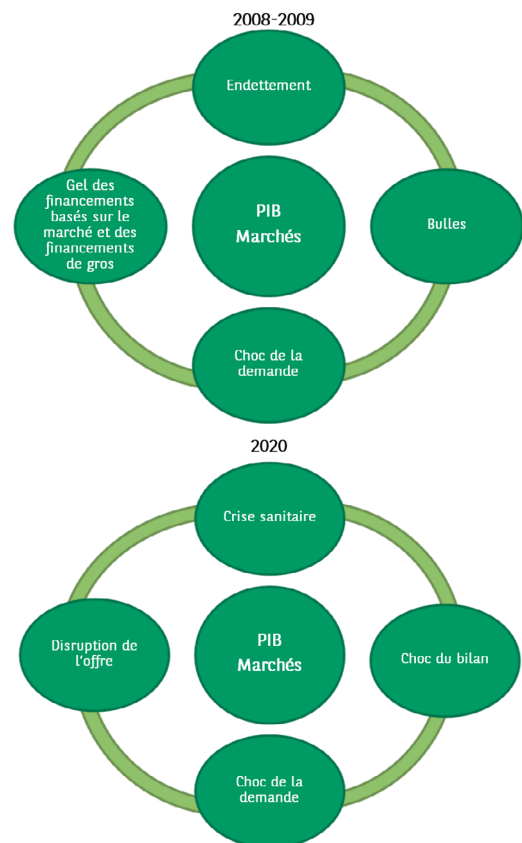 2008-2009
Endettement
Gel des
financements
basés sur le
marché et des
financements
de gros
PIB
Marchés
Bulles
Choc de la
demande
2020
Crise sanitaire
Disruption de
l'offre
PIB
Marchés
Choc du bilan
Choc de la
demande